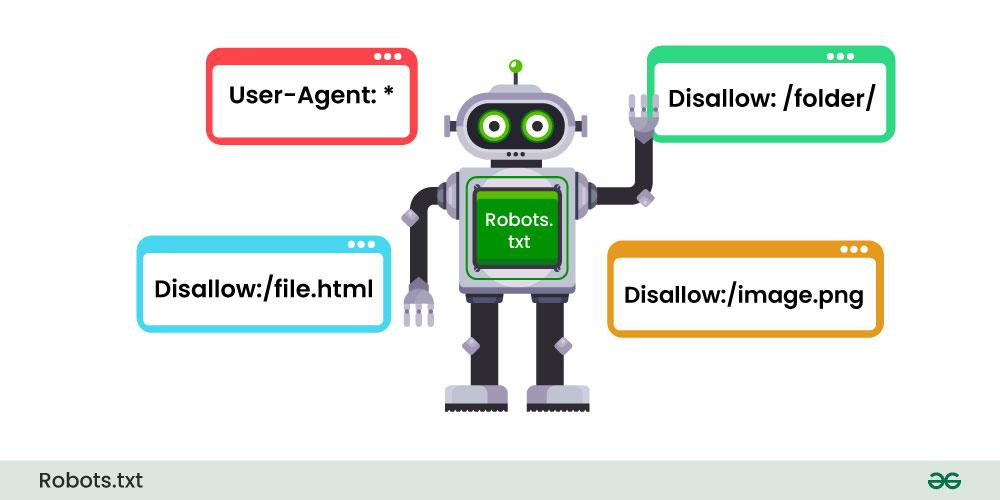 User-Agent: *
Disallow: /folder/
Robots.
txt
Disallow:/file.html
Disallow:/image.png
Robots.txt